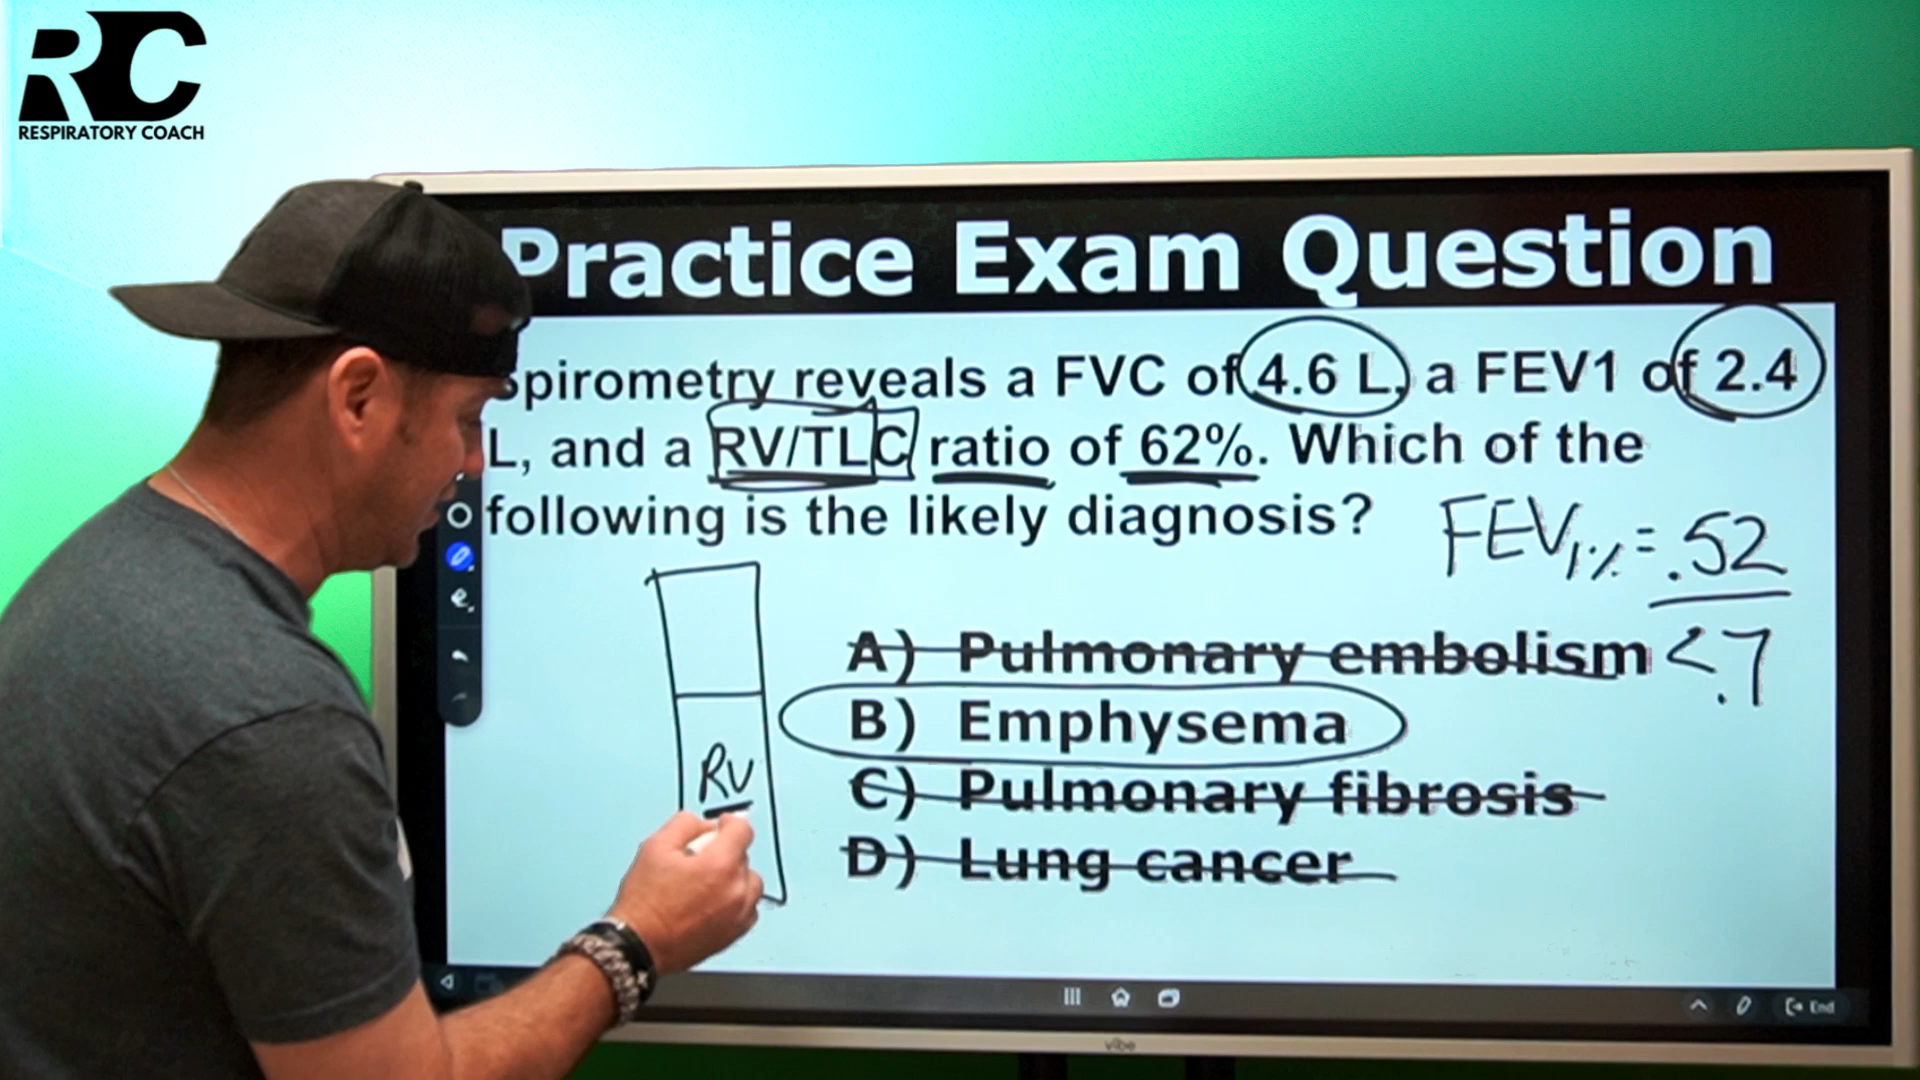 RC
RESPIRATORY COACH
Practice Exam Question
Spirometry reveals a FVC of 4.6 L, a FEV1 of 2.4
L, and a RV/TLC ratio of 62%. Which of the
following is the likely diagnosis?
FEV1% = .52
<.7
A) Pulmonary embolism
B) Emphysema
C) Pulmonary fibrosis
D) Lung cancer
RV
End
vibe